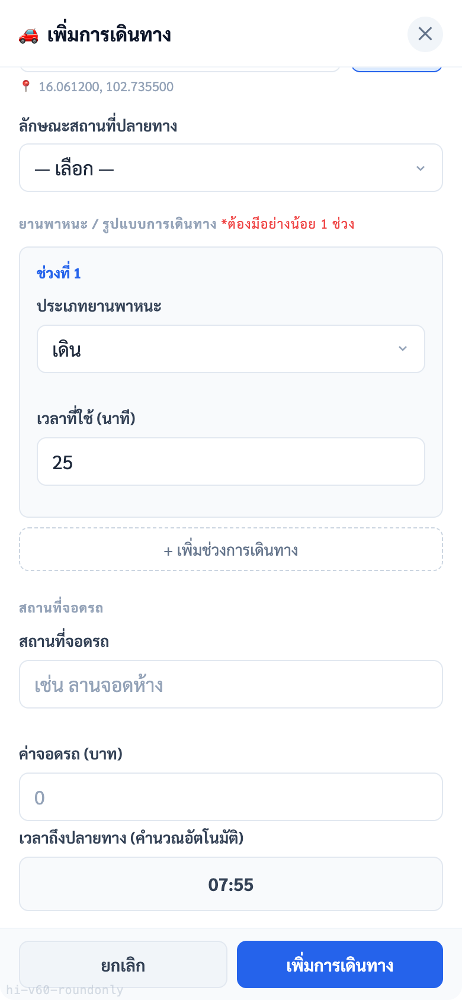 เพิ่มการเดินทาง
16.061200, 102.735500
ลักษณะสถานที่ปลายทาง
— เลือก —
ยานพาหนะ / รูปแบบการเดินทาง *ต้องมีอย่างน้อย 1 ช่วง
ช่วงที่ 1
ประเภทยานพาหนะ
เดิน
เวลาที่ใช้ (นาที)
25
+ เพิ่มช่วงการเดินทาง
สถานที่จอดรถ
สถานที่จอดรถ
เช่น ลานจอดห้าง
ค่าจอดรถ (บาท)
0
เวลาถึงปลายทาง (คำนวณอัตโนมัติ)
07:55
ยกเลิก
เพิ่มการเดินทาง
hi-v60-roundonly